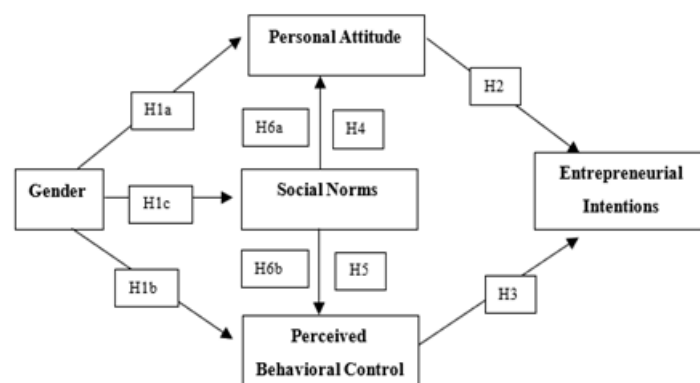 Personal Attitude
H1a
H2
H6a
H4
Gender
H1c
Social Norms
Entrepreneurial
Intentions
H6b
H5
H1b
H3
Perceived
Behavioral Control